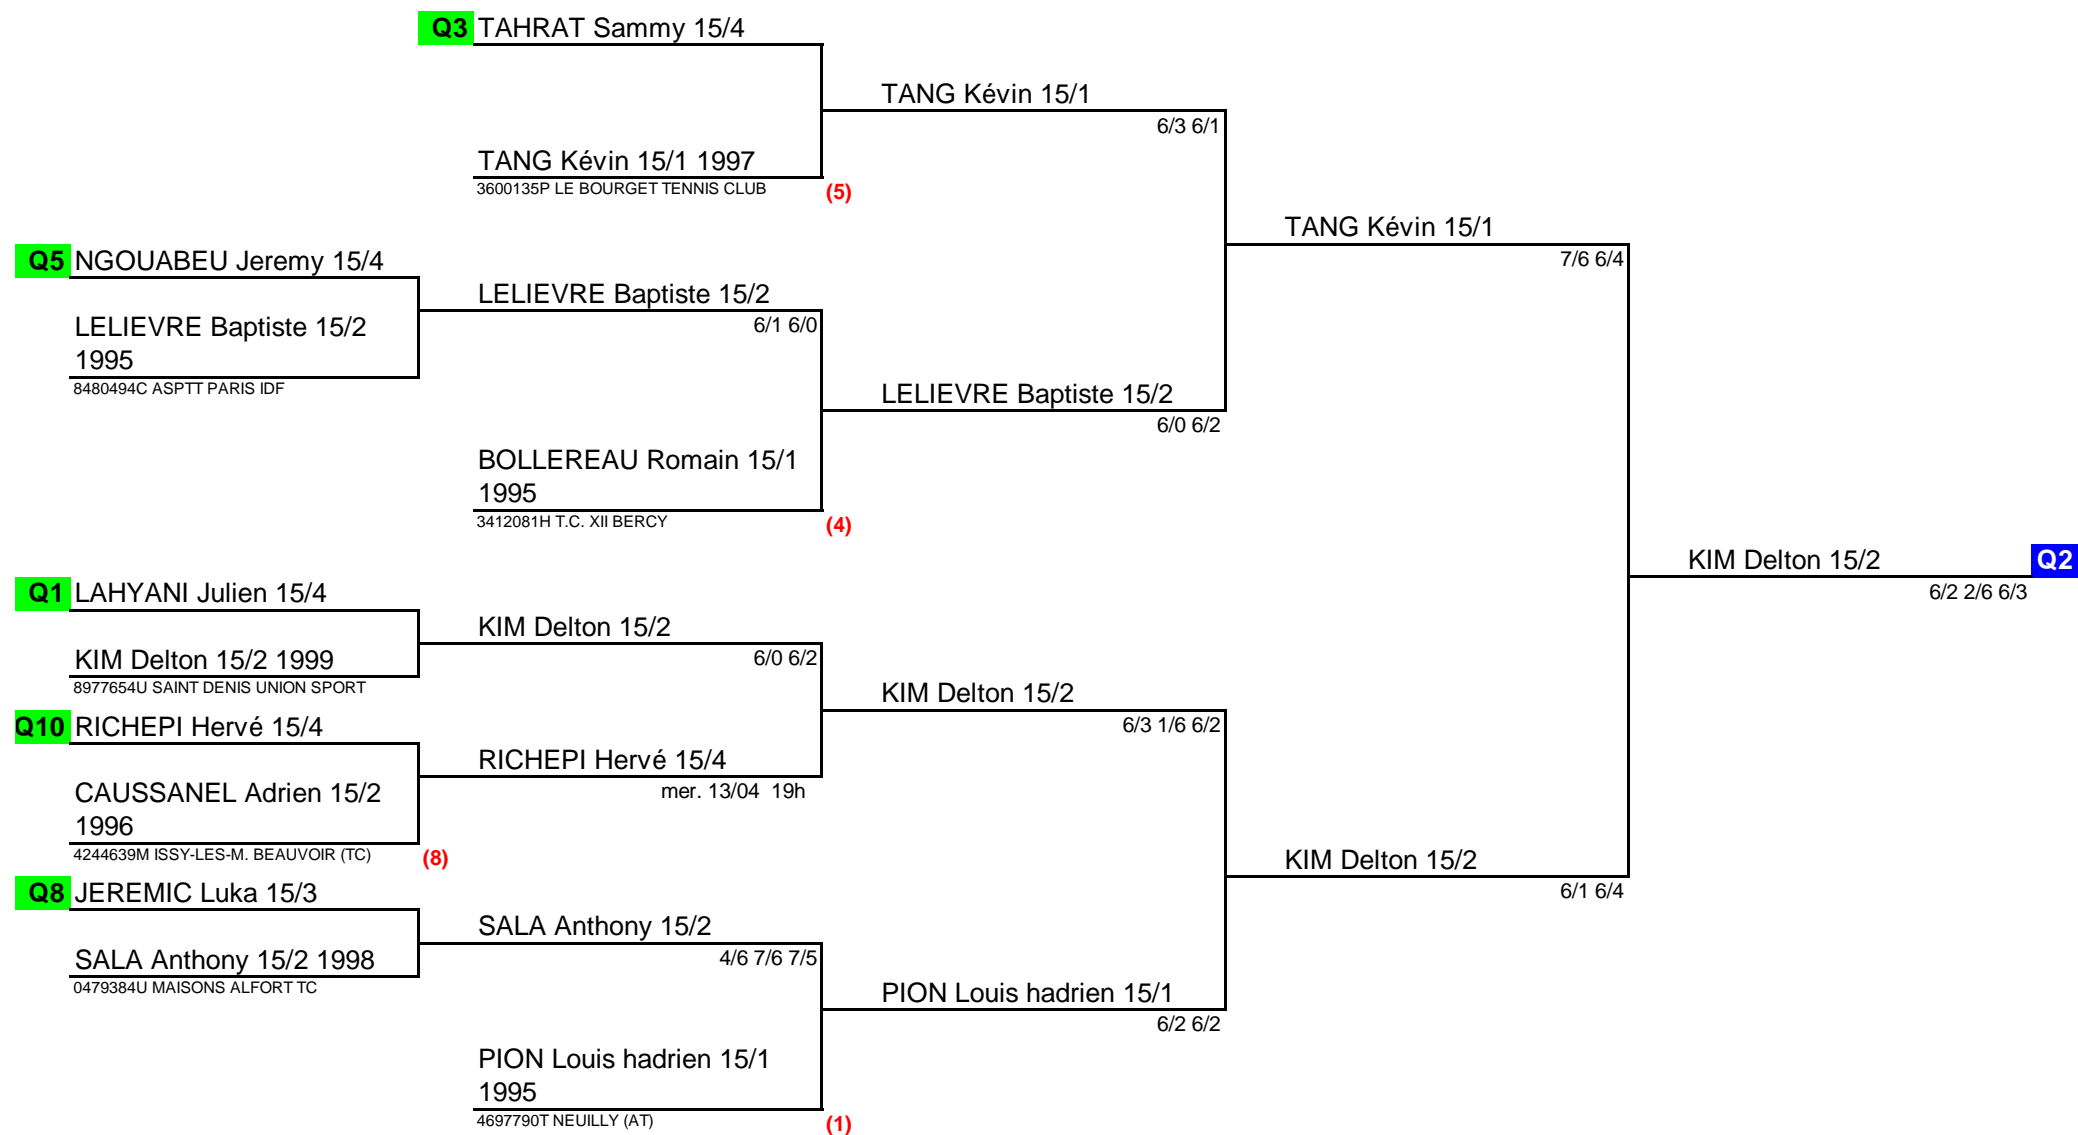 Q3 TAHRAT Sammy 15/4
TANG Kévin 15/1
6/3 6/1
TANG Kévin 15/1 1997
3600135P LE BOURGET TENNIS CLUB
(5)
TANG Kévin 15/1
7/6 6/4
Q5 NGOUABEU Jeremy 15/4
LELIEVRE Baptiste 15/2
6/1 6/0
LELIEVRE Baptiste 15/2
1995
8480494C ASPTT PARIS IDF
LELIEVRE Baptiste 15/2
6/0 6/2
BOLLEREAU Romain 15/1
1995
3412081H T.C. XII BERCY
(4)
KIM Delton 15/2 Q2
6/2 2/6 6/3
Q1 LAHYANI Julien 15/4
KIM Delton 15/2
6/0 6/2
KIM Delton 15/2 1999
8977654U SAINT DENIS UNION SPORT
KIM Delton 15/2
6/3 1/6 6/2
Q10 RICHEPI Hervé 15/4
RICHEPI Hervé 15/4
mer. 13/04 19h
CAUSSANEL Adrien 15/2
1996
4244639M ISSY-LES-M. BEAUVOIR (TC)
(8)
KIM Delton 15/2
6/1 6/4
Q8 JEREMIC Luka 15/3
SALA Anthony 15/2
4/6 7/6 7/5
SALA Anthony 15/2 1998
0479384U MAISONS ALFORT TC
PION Louis hadrien 15/1
6/2 6/2
PION Louis hadrien 15/1
1995
4697790T NEUILLY (AT)
(1)